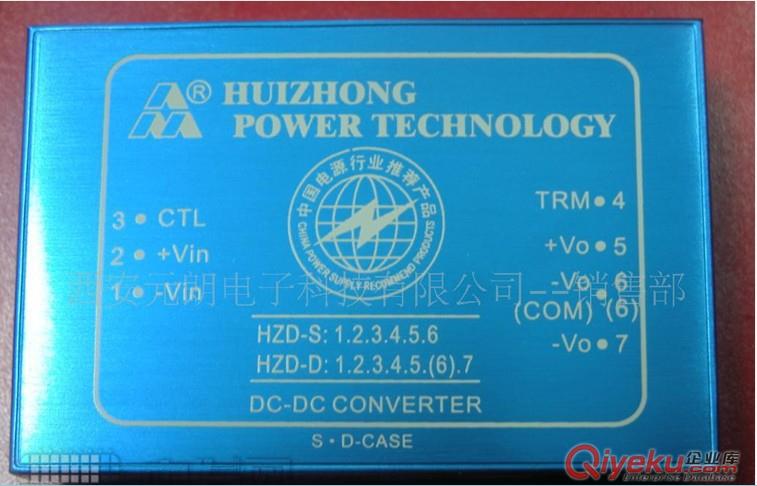 HUIZHONG
POWER TECHNOLOGY
®
中国电源行业推荐产品
CHINA POWER SUPPLY RECOMMEND PRODUCTS
3 • CTL
2 • +Vin
1 • -Vin
TRM • 4
+Vo • 5
-Vo • 6
(COM) (6)
-Vo • 7
西安元朗电子科技有限公司--销售部
HZD-S: 1.2.3.4.5.6
HZD-D: 1.2.3.4.5.(6).7
DC-DC CONVERTER
S • D-CASE
Qiyeku.com 企业库
Enterprise Database